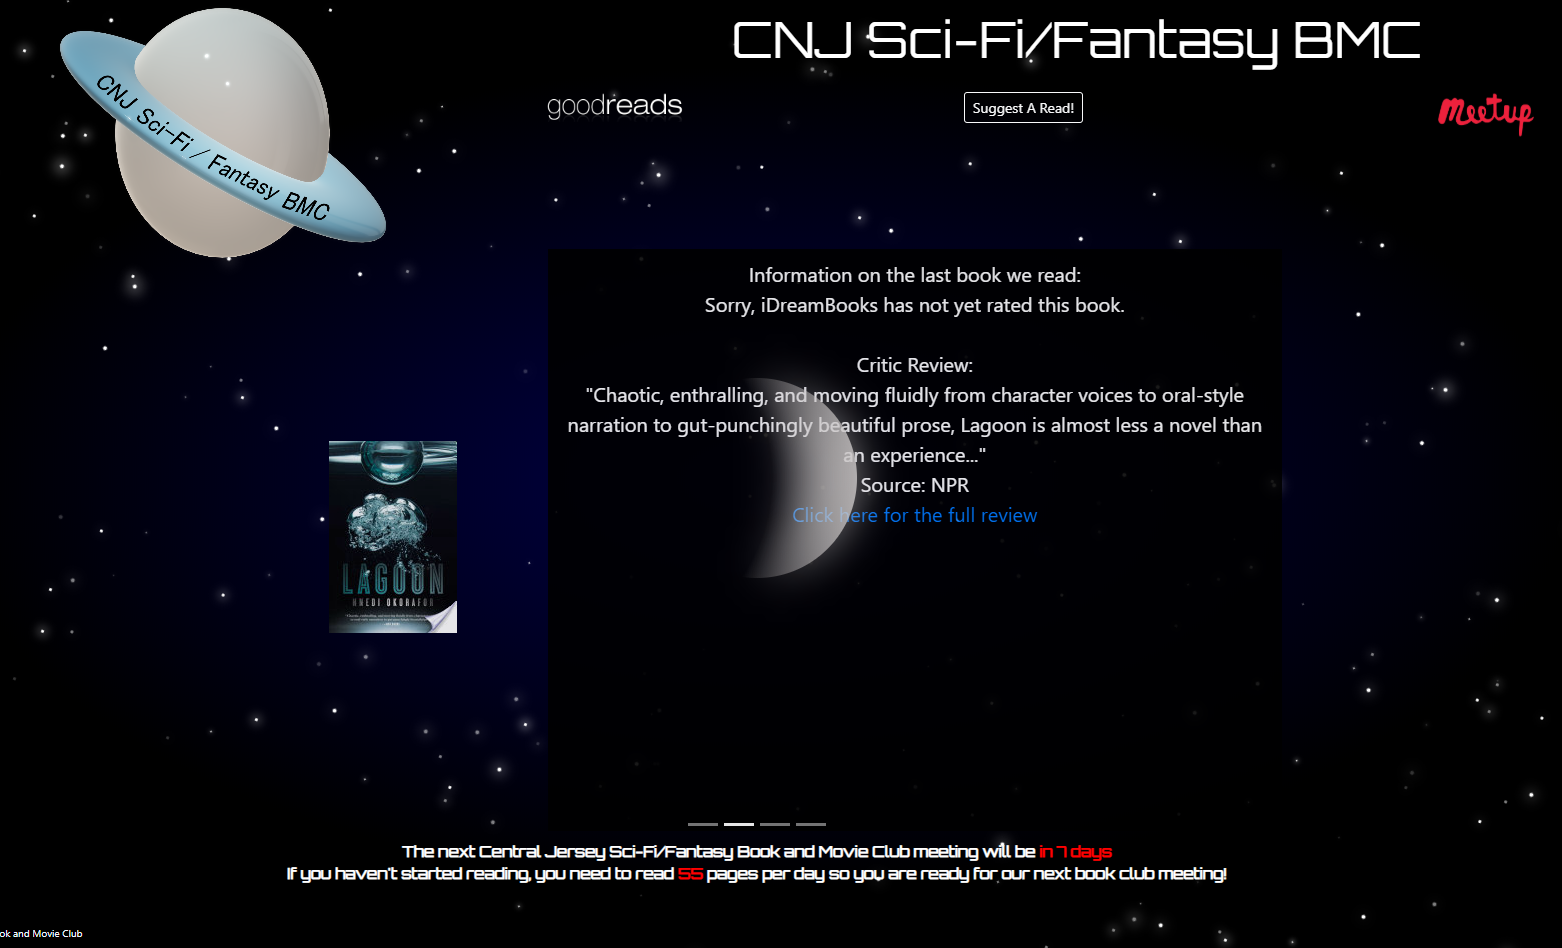 CNJ Sci-Fi/Fantasy BMC
CNJ Sci-Fi / Fantasy BMC
goodreads
Suggest A Read!
Meetup
Information on the last book we read:
Sorry, iDreamBooks has not yet rated this book.
Critic Review:
"Chaotic, enthralling, and moving fluidly from character voices to oral-style
narration to gut-punchingly beautiful prose, Lagoon is almost less a novel than
an experience..."
Source: NPR
Click here for the full review
LAGOON
NNEDI OKORAFOR
The next Central Jersey Sci-Fi/Fantasy Book and Movie Club meeting will be in 7 days
If you haven't started reading, you need to read 55 pages per day so you are ready for our next book club meeting!
ok and Movie Club